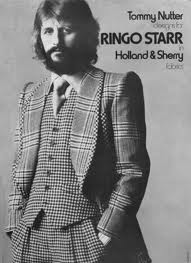 Tommy Nutter
designs for
RINGO STARR
in
Holland & Sherry
fabrics